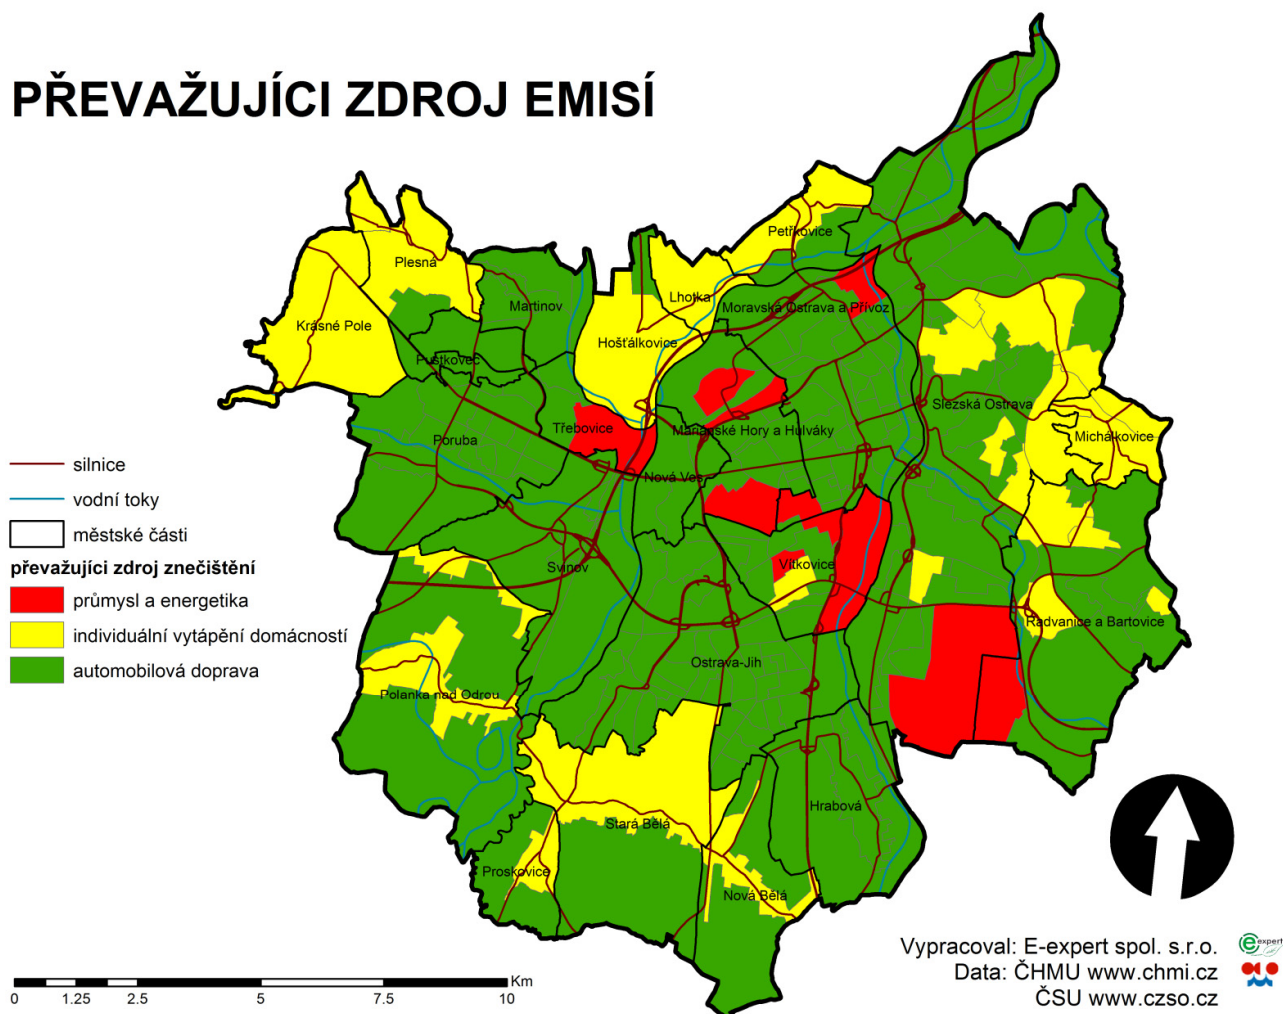 PŘEVAŽUJÍCI ZDROJ EMISÍ
Petřkovice
Plesná
Lhotka
Martinov
Moravská Ostrava a Přívoz
Krásné Pole
Hošťálkovice
Pustkovec
Slezská Ostrava
Třebovice
Mariánské Hory a Hulváky
Michálkovice
Poruba
Nová Ves
silnice
vodní toky
městské části
převažujíci zdroj znečištění
průmysl a energetika
individuální vytápění domácností
automobilová doprava
Svinov
Vítkovice
Radvanice a Bartovice
Ostrava-Jih
Polanka nad Odrou
Hrabová
Stará Bělá
Proskovice
Nová Bělá
Vypracoval: E-expert spol. s.r.o.
e expert
Data: ČHMU www.chmi.cz
ČSU www.czso.cz
Km
0 1.25 2.5 5 7.5 10